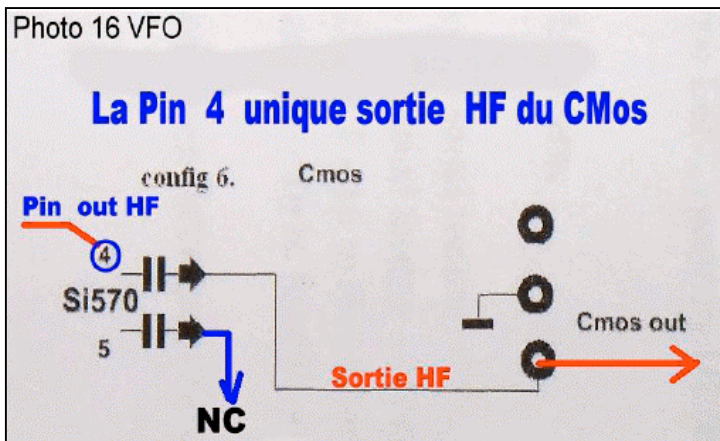 Photo 16 VFO
La Pin 4 unique sortie HF du CMos
config 6. Cmos
Pin out HF
4
Si570
5
Cmos out
Sortie HF
NC